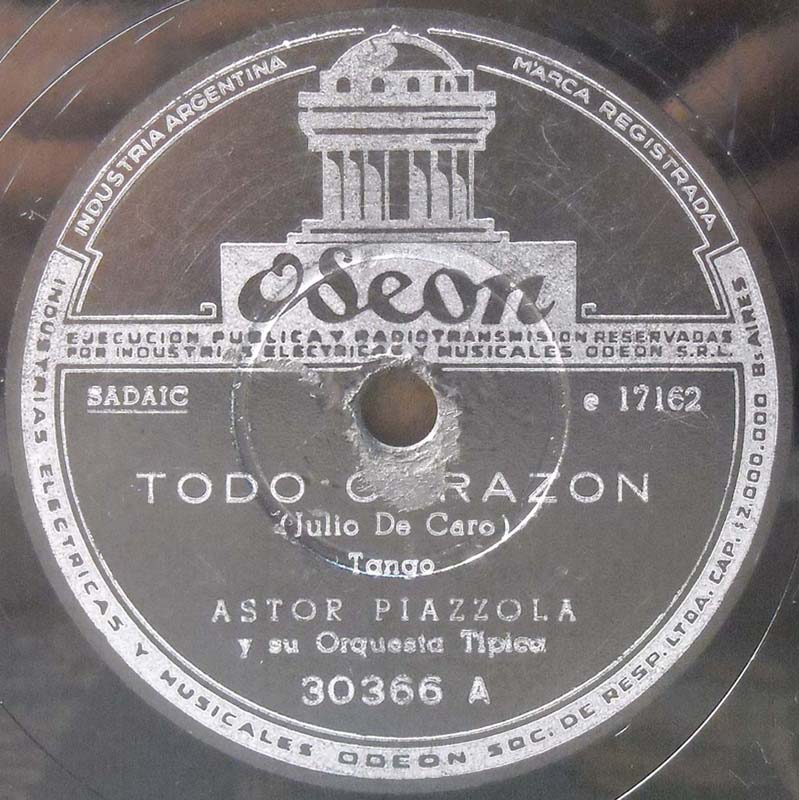 INDUSTRIA ARGENTINA
MARCA REGISTRADA
Odeon
EJECUCION PUBLICA Y RADIOTRANSMISION RESERVADAS
POR INDUSTRIAS ELECTRICAS Y MUSICALES ODEON S.R.L.
SADAIC
e 17162
TODO CORAZON
(Julio De Caro)
Tango
ASTOR PIAZZOLA
y su Orquesta Típica
30366 A
INDUSTRIAS ELECTRICAS Y MUSICALES ODEON SOC. DE RESP. LTDA. CAP. $2.000.000 Bs AIRES